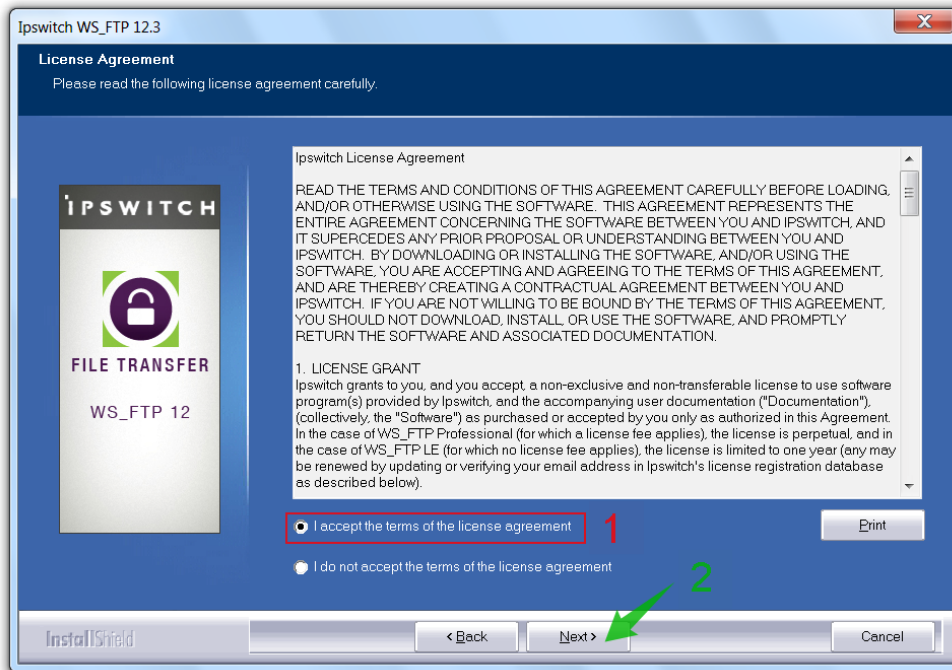 Ipswitch WS_FTP 12.3
X
License Agreement
Please read the following license agreement carefully.
IPSWITCH
FILE TRANSFER
WS_FTP 12
Ipswitch License Agreement
READ THE TERMS AND CONDITIONS OF THIS AGREEMENT CAREFULLY BEFORE LOADING,
AND/OR OTHERWISE USING THE SOFTWARE. THIS AGREEMENT REPRESENTS THE
ENTIRE AGREEMENT CONCERNING THE SOFTWARE BETWEEN YOU AND IPSWITCH, AND
IT SUPERCEDES ANY PRIOR PROPOSAL OR UNDERSTANDING BETWEEN YOU AND
IPSWITCH. BY DOWNLOADING OR INSTALLING THE SOFTWARE, AND/OR USING THE
SOFTWARE, YOU ARE ACCEPTING AND AGREEING TO THE TERMS OF THIS AGREEMENT,
AND ARE THEREBY CREATING A CONTRACTUAL AGREEMENT BETWEEN YOU AND
IPSWITCH. IF YOU ARE NOT WILLING TO BE BOUND BY THE TERMS OF THIS AGREEMENT,
YOU SHOULD NOT DOWNLOAD, INSTALL, OR USE THE SOFTWARE, AND PROMPTLY
RETURN THE SOFTWARE AND ASSOCIATED DOCUMENTATION.
1. LICENSE GRANT
Ipswitch grants to you, and you accept, a non-exclusive and non-transferable license to use software
program(s) provided by Ipswitch, and the accompanying user documentation ("Documentation"),
(collectively, the "Software") as purchased or accepted by you only as authorized in this Agreement.
In the case of WS_FTP Professional (for which a license fee applies), the license is perpetual, and in
the case of WS_FTP LE (for which no license fee applies), the license is limited to one year (any may
be renewed by updating or verifying your email address in Ipswitch's license registration database
as described below).
I accept the terms of the license agreement
1
Print
I do not accept the terms of the license agreement
2
InstallShield
< Back
Next >
Cancel